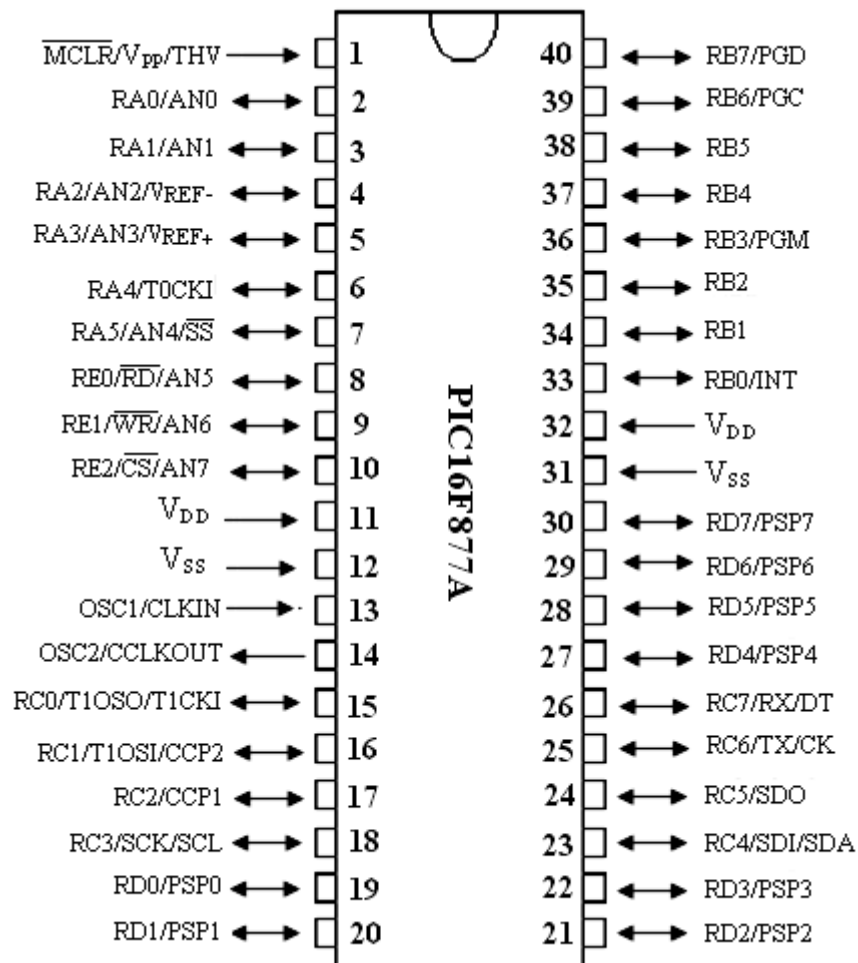 M̅C̅L̅R̅/VPP/THV 1 40 RB7/PGD
RA0/AN0 2 39 RB6/PGC
RA1/AN1 3 38 RB5
RA2/AN2/VREF- 4 37 RB4
RA3/AN3/VREF+ 5 36 RB3/PGM
RA4/T0CKI 6 35 RB2
RA5/AN4/S̅S̅ 7 34 RB1
RE0/R̅D̅/AN5 8 33 RB0/INT
RE1/W̅R̅/AN6 9 32 VDD
RE2/C̅S̅/AN7 10 31 VSS
VDD 11 30 RD7/PSP7
VSS 12 29 RD6/PSP6
OSC1/CLKIN 13 28 RD5/PSP5
OSC2/CCLKOUT 14 27 RD4/PSP4
RC0/T1OSO/T1CKI 15 26 RC7/RX/DT
RC1/T1OSI/CCP2 16 25 RC6/TX/CK
RC2/CCP1 17 24 RC5/SDO
RC3/SCK/SCL 18 23 RC4/SDI/SDA
RD0/PSP0 19 22 RD3/PSP3
RD1/PSP1 20 21 RD2/PSP2
PIC16F877A